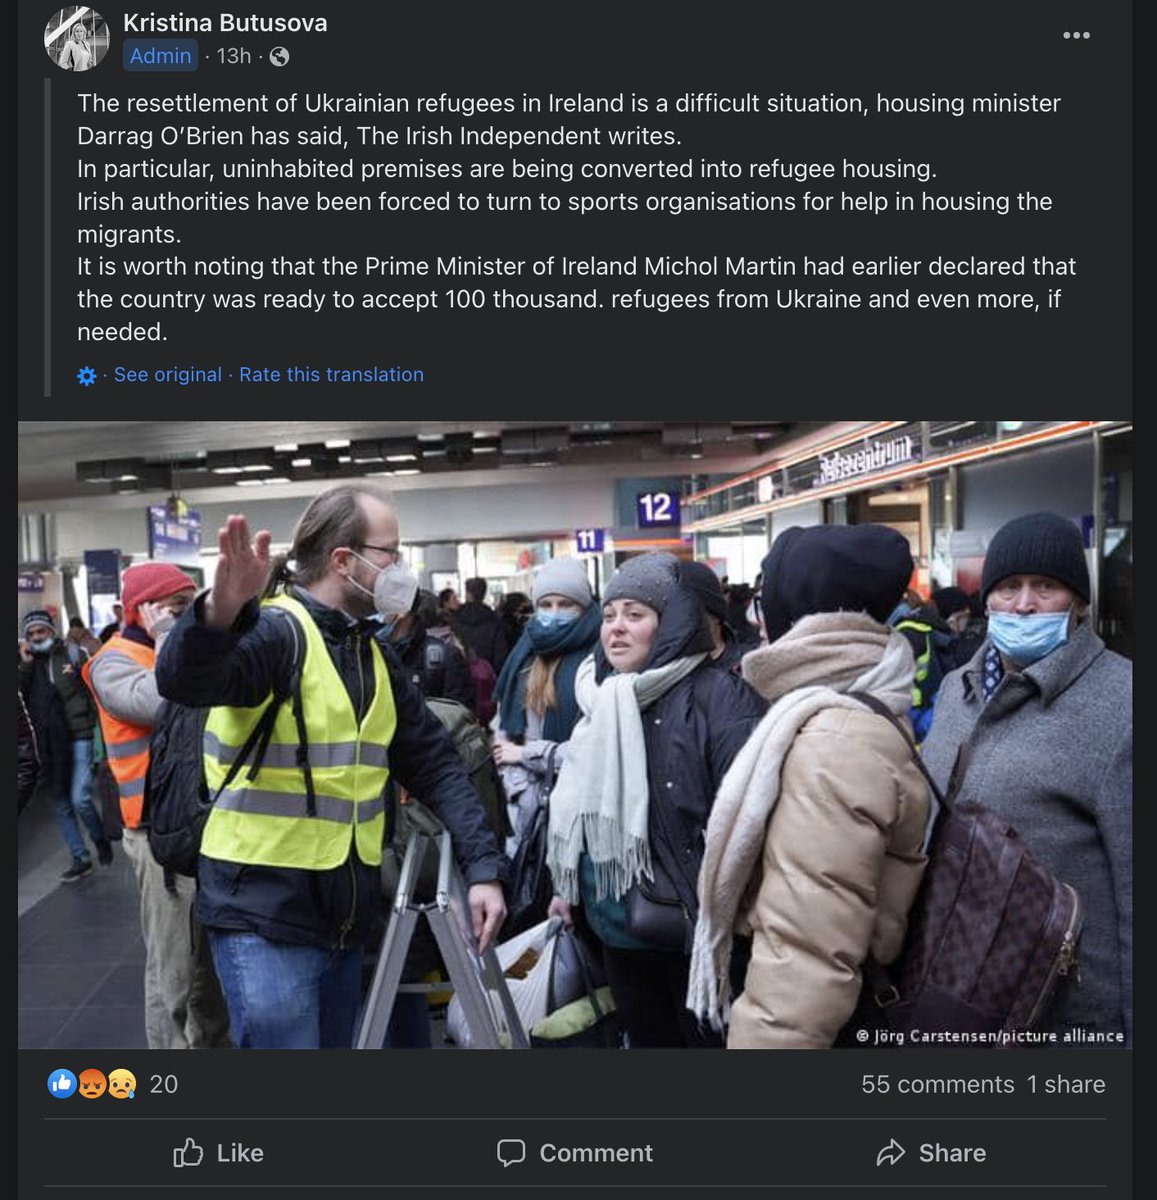 Kristina Butusova
Admin · 13h ·
The resettlement of Ukrainian refugees in Ireland is a difficult situation, housing minister
Darrag O’Brien has said, The Irish Independent writes.
In particular, uninhabited premises are being converted into refugee housing.
Irish authorities have been forced to turn to sports organisations for help in housing the
migrants.
It is worth noting that the Prime Minister of Ireland Michol Martin had earlier declared that
the country was ready to accept 100 thousand. refugees from Ukraine and even more, if
needed.
· See original · Rate this translation
12
11
© Jörg Carstensen/picture alliance
20
55 comments 1 share
Like
Comment
Share